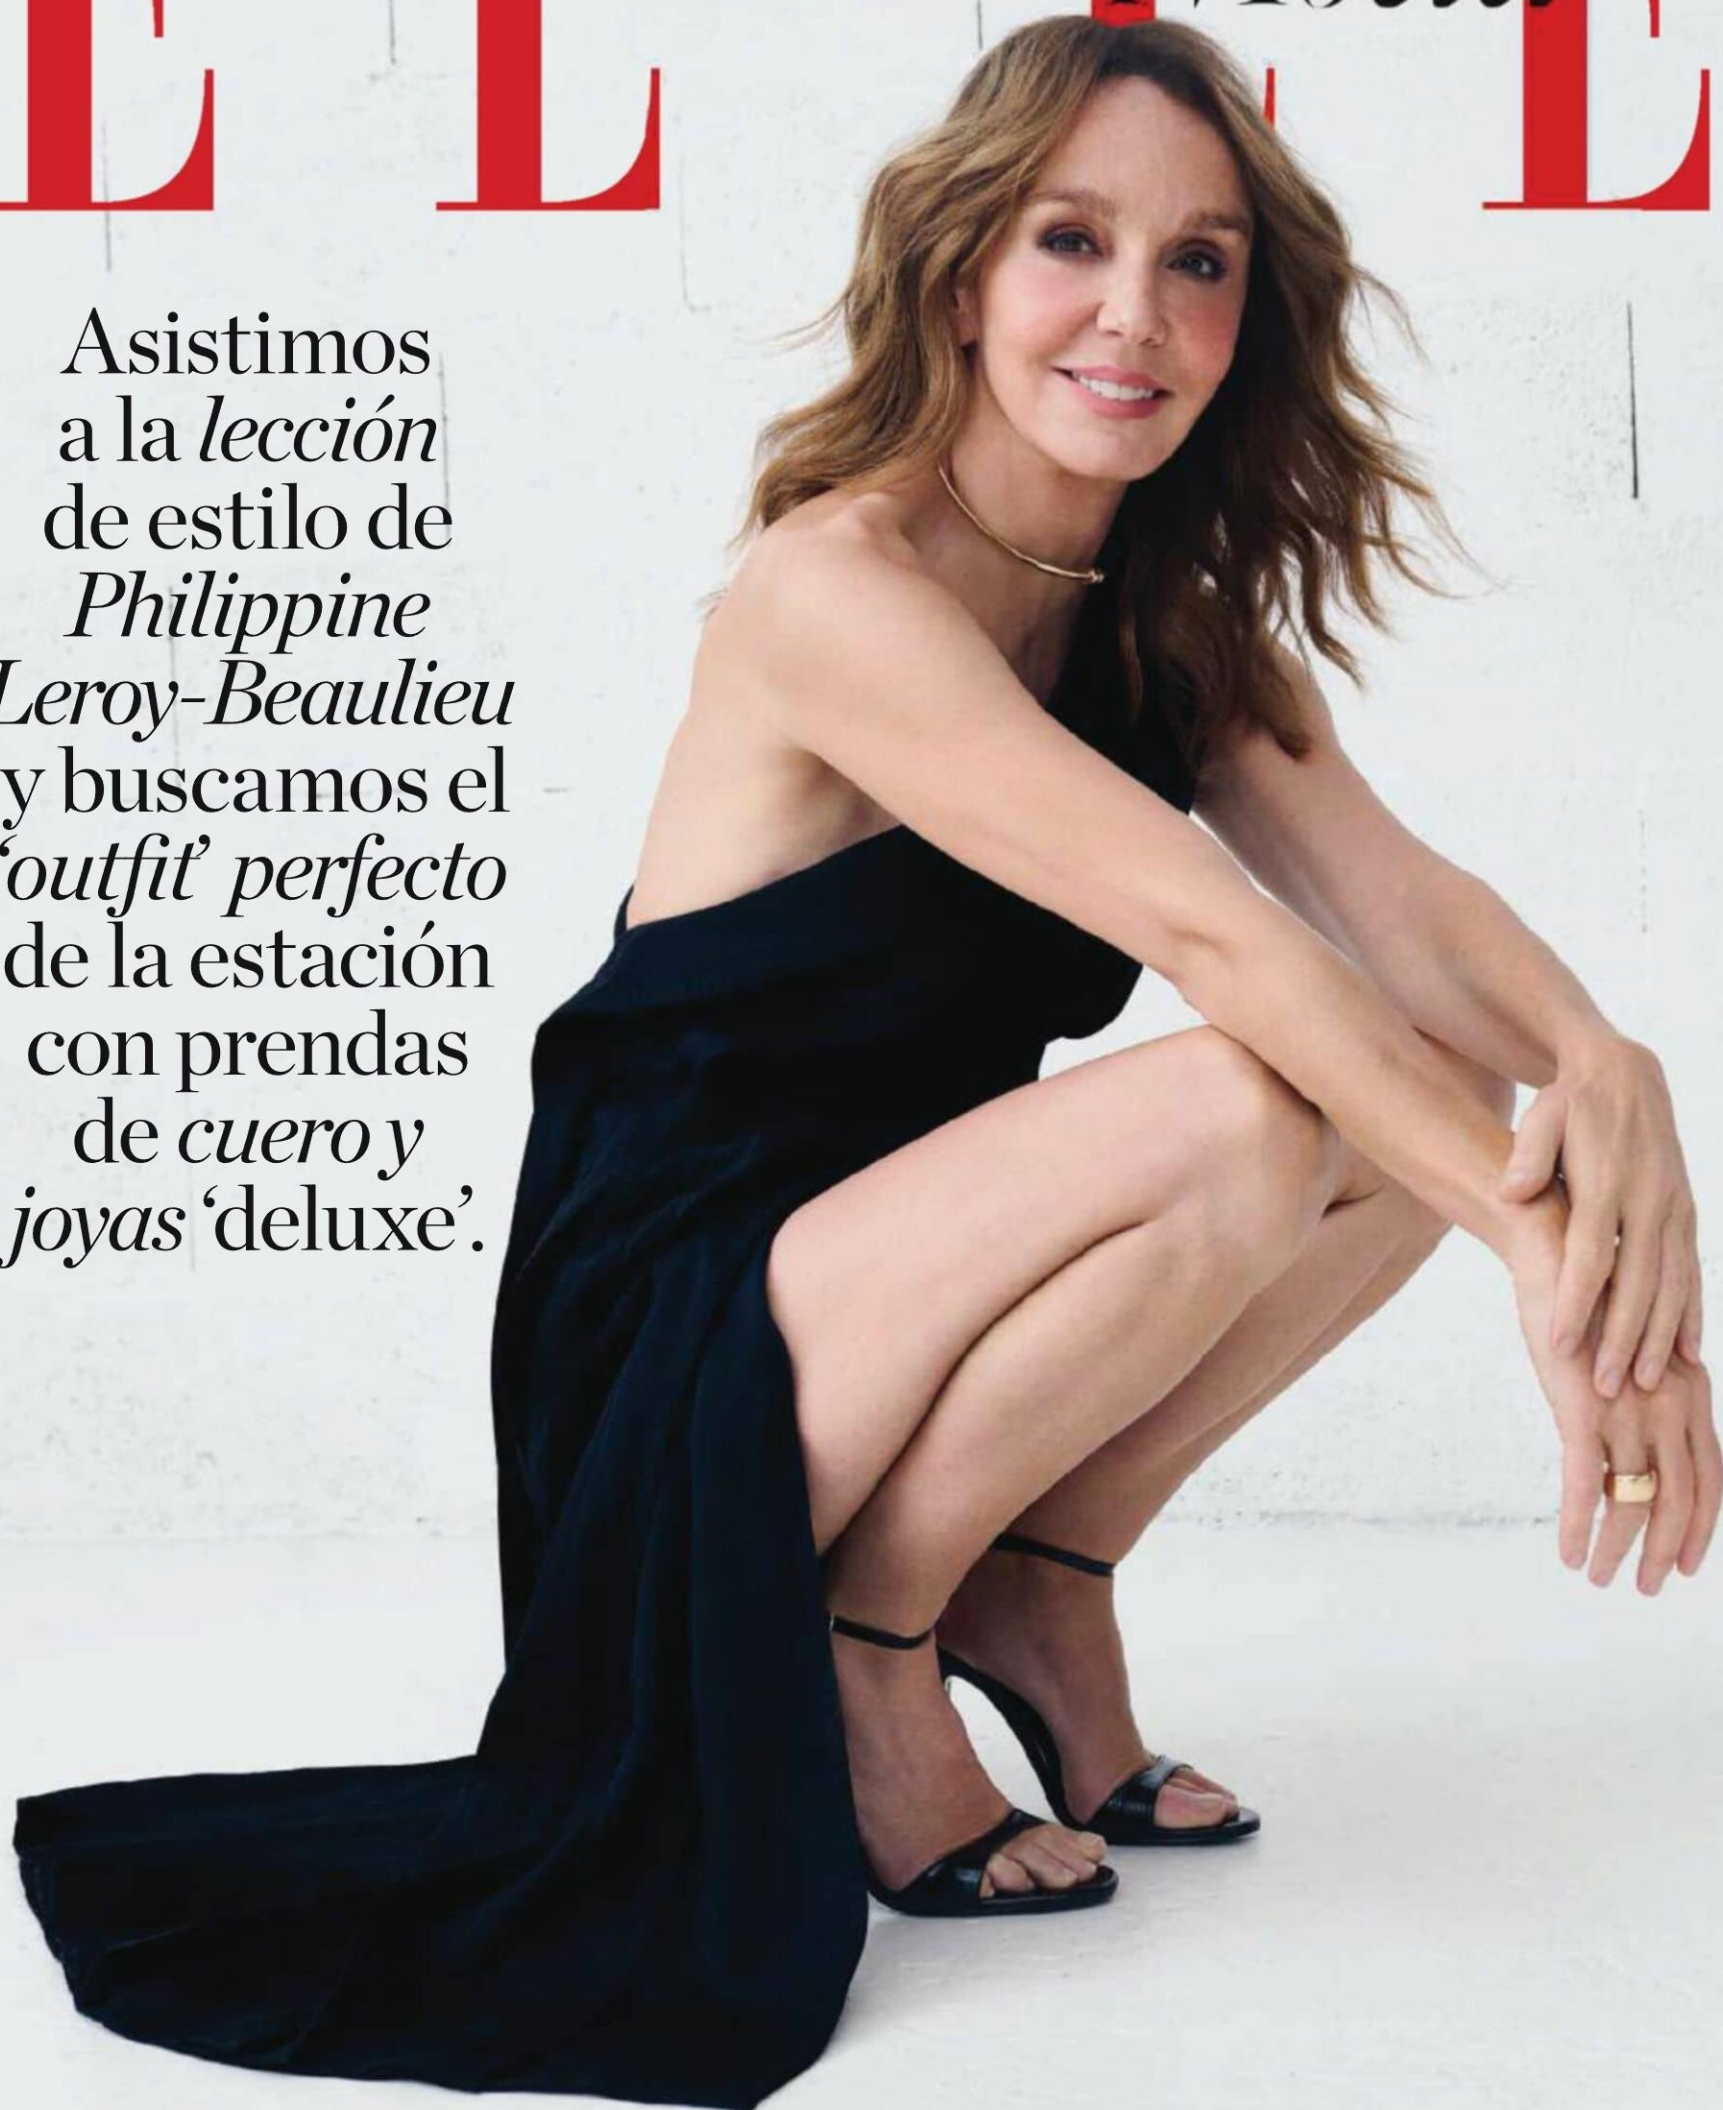 ELLE
Asistimos
a la lección
de estilo de
Philippine
Leroy-Beaulieu
y buscamos el
‘outfit’ perfecto
de la estación
con prendas
de cuero y
joyas ‘deluxe’.